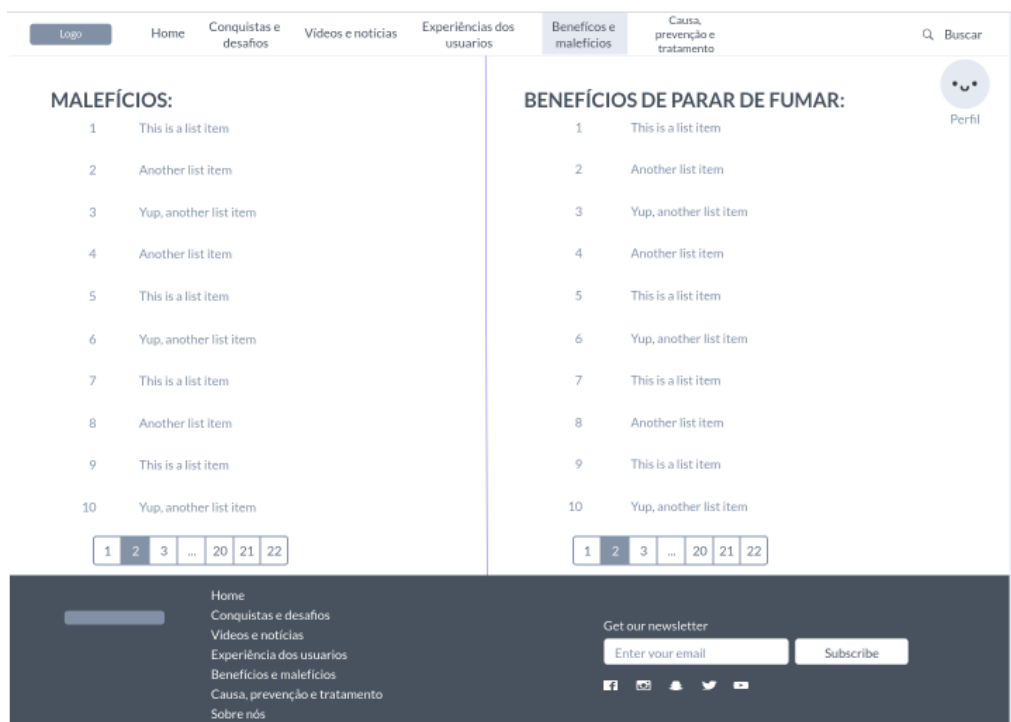 Logo
Home
Conquistas e
desafios
Vídeos e notícias
Experiências dos
usuarios
Benefícos e
malefícios
Causa,
prevenção e
tratamento
Buscar
Perfil
MALEFÍCIOS:
1 This is a list item
2 Another list item
3 Yup, another list item
4 Another list item
5 This is a list item
6 Yup, another list item
7 This is a list item
8 Another list item
9 This is a list item
10 Yup, another list item
1 2 3 ... 20 21 22
BENEFÍCIOS DE PARAR DE FUMAR:
1 This is a list item
2 Another list item
3 Yup, another list item
4 Another list item
5 This is a list item
6 Yup, another list item
7 This is a list item
8 Another list item
9 This is a list item
10 Yup, another list item
1 2 3 ... 20 21 22
Home
Conquistas e desafios
Videos e notícias
Experiência dos usuarios
Benefícios e malefícios
Causa, prevenção e tratamento
Sobre nós
Get our newsletter
Enter your email
Subscribe